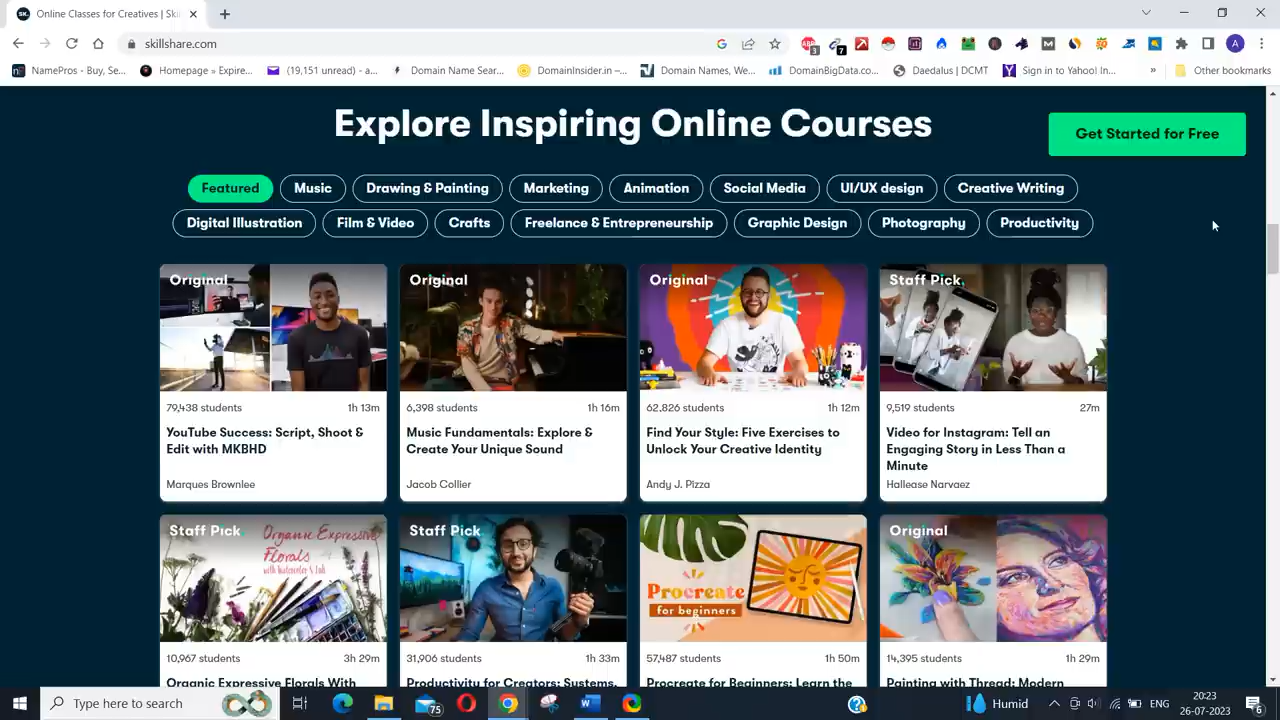 SK.
Online Classes for Creatives | Ski
skillshare.com
3
7
A
NamePros - Buy, Se...
Homepage » Expire...
(19,151 unread) - a...
Domain Name Sear...
DomainInsider.in –...
Domain Names, We...
DomainBigData.co...
Daedalus | DCMT
Sign in to Yahoo! In...
»
Other bookmarks
Explore Inspiring Online Courses
Get Started for Free
Featured
Music
Drawing & Painting
Marketing
Animation
Social Media
UI/UX design
Creative Writing
Digital Illustration
Film & Video
Crafts
Freelance & Entrepreneurship
Graphic Design
Photography
Productivity
Original
79,438 students
1h 13m
YouTube Success: Script, Shoot &
Edit with MKBHD
Marques Brownlee
Original
6,398 students
1h 16m
Music Fundamentals: Explore &
Create Your Unique Sound
Jacob Collier
Original
62,826 students
1h 12m
Find Your Style: Five Exercises to
Unlock Your Creative Identity
Andy J. Pizza
Staff Pick.
9,519 students
27m
Video for Instagram: Tell an
Engaging Story in Less Than a
Minute
Hallease Narvaez
Staff Pick.
Organic Expressive
Florals
with Watercolor & Ink
10,967 students
3h 29m
Organic Expressive Florals With
Staff Pick
31,906 students
1h 33m
Productivity for Creators: Systems,
Procreate
for beginners
57,487 students
1h 50m
Procreate for Beginners: Learn the
Original
14,395 students
1h 29m
Painting with Thread: Modern
Type here to search
75
Humid
ENG
20:23
26-07-2023
6